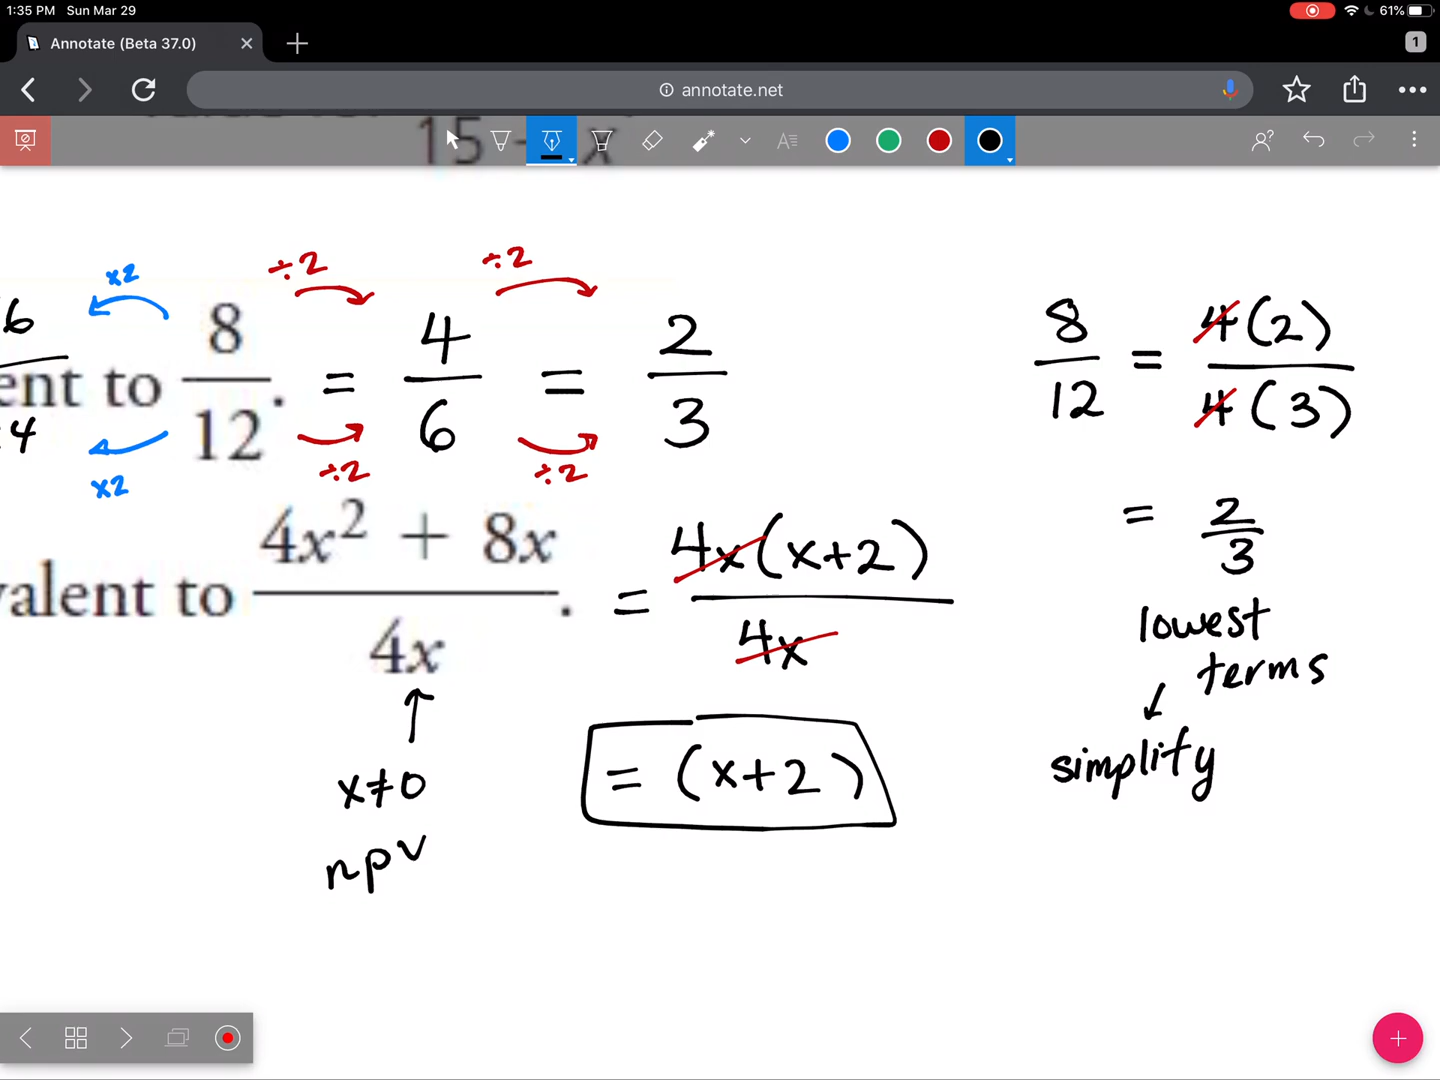 1:35 PM Sun Mar 29
61%
Annotate (Beta 37.0)
1
annotate.net
15 - x
x2 ÷2 ÷2
6
ent to 8/12. = 4/6 = 2/3
4
x2 ÷2 ÷2
8/12 = 4(2)/4(3)
= 2/3
lowest
terms
simplify
valent to 4x² + 8x/4x. = 4x(x+2)/4x
= (x+2)
x≠0
npv